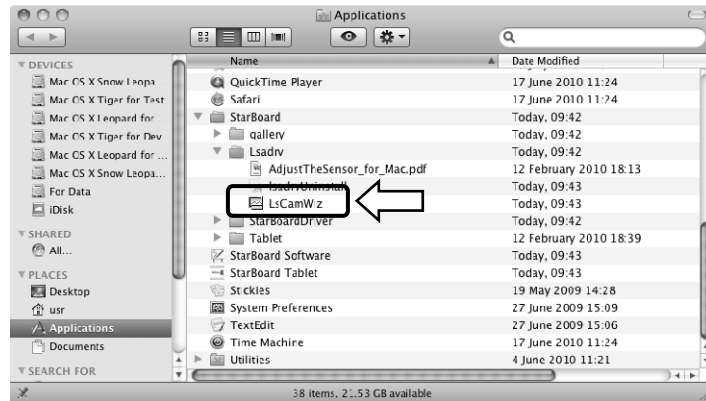 Applications
Name
Date Modified
DEVICES
Mac OS X Snow Leopa...
Mac OS X Tiger for Test
Mac OS X Leopard for ...
Mac OS X Tiger for Dev
Mac OS X Leopard for ...
Mac OS X Snow Leopa...
For Data
iDisk
SHARED
All...
PLACES
Desktop
usr
Applications
Documents
SEARCH FOR
QuickTime Player 17 June 2010 11:24
Safari 17 June 2010 11:24
StarBoard Today, 09:42
gallery Today, 09:42
Lsadrv Today, 09:42
AdjustTheSensor_for_Mac.pdf 12 February 2010 18:13
lsadrvUninstall Today, 09:43
LsCamWiz Today, 09:43
StarBoardDriver Today, 09:42
Tablet 12 February 2010 18:39
StarBoard Software Today, 09:43
StarBoard Tablet Today, 09:43
Stickies 19 May 2009 14:28
System Preferences 27 June 2009 15:09
TextEdit 27 June 2009 15:06
Time Machine 17 June 2010 11:24
Utilities 4 June 2010 11:21
38 items, 21.53 GB available